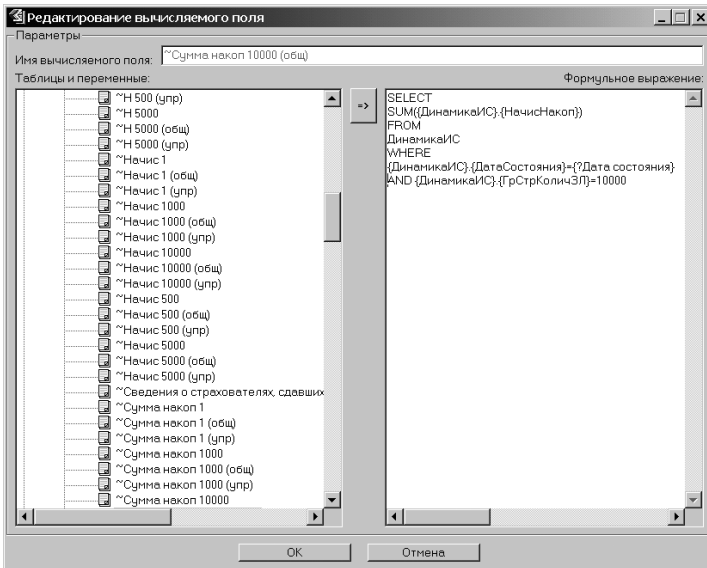 Редактирование вычисляемого поля
Параметры
Имя вычисляемого поля: ~Сумма накоп 10000 (общ)
Таблицы и переменные:
~Н 500 (упр)
~Н 5000
~Н 5000 (общ)
~Н 5000 (упр)
~Начис 1
~Начис 1 (общ)
~Начис 1 (упр)
~Начис 1000
~Начис 1000 (общ)
~Начис 1000 (упр)
~Начис 10000
~Начис 10000 (общ)
~Начис 10000 (упр)
~Начис 500
~Начис 500 (общ)
~Начис 500 (упр)
~Начис 5000
~Начис 5000 (общ)
~Начис 5000 (упр)
~Сведения о страхователях, сдавших
~Сумма накоп 1
~Сумма накоп 1 (общ)
~Сумма накоп 1 (упр)
~Сумма накоп 1000
~Сумма накоп 1000 (общ)
~Сумма накоп 1000 (упр)
~Сумма накоп 10000
=>
Формульное выражение:
SELECT
SUM({ДинамикаИС}.{НачисНакоп})
FROM
ДинамикаИС
WHERE
{ДинамикаИС}.{ДатаСостояния}={?Дата состояния}
AND {ДинамикаИС}.{ГрСтрКоличЗЛ}=10000
OK
Отмена